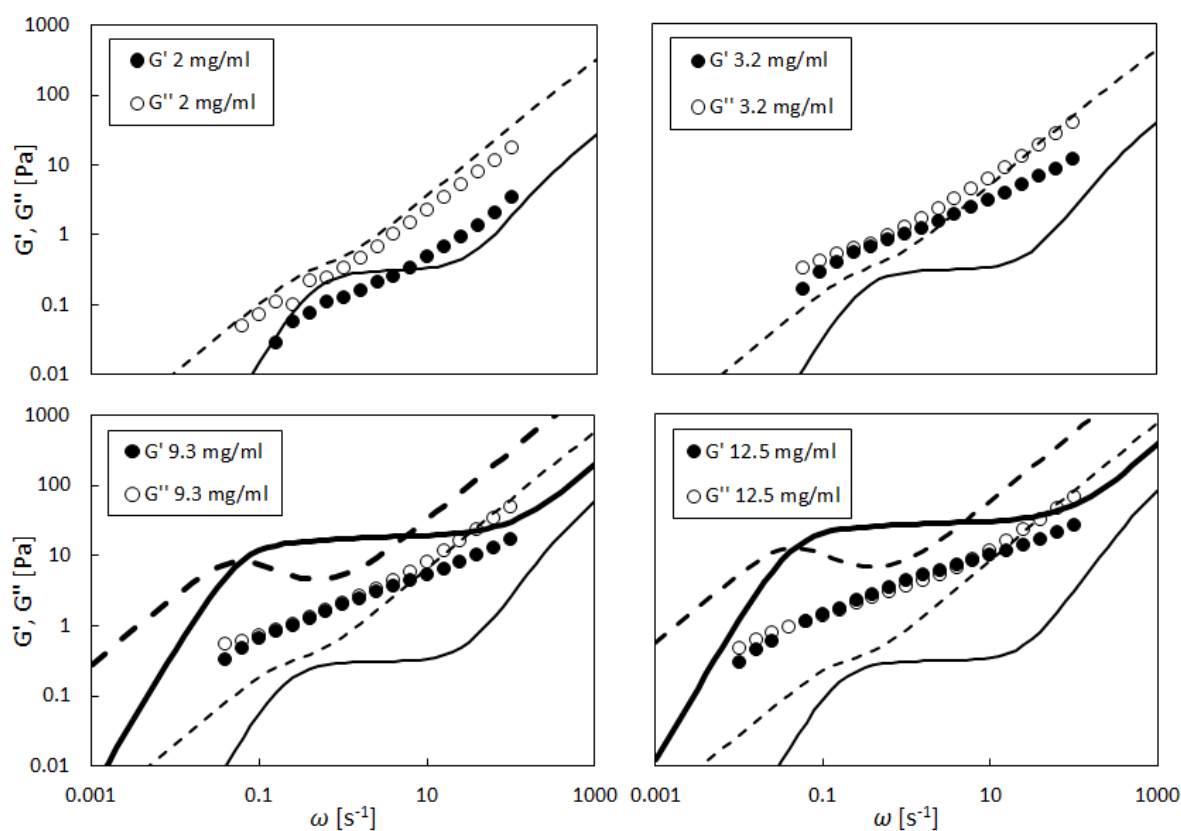 1000
100
10
1
0.1
0.01
G', G'' [Pa]
G' 2 mg/ml
G'' 2 mg/ml
G' 3.2 mg/ml
G'' 3.2 mg/ml
1000
100
10
1
0.1
0.01
G', G'' [Pa]
G' 9.3 mg/ml
G'' 9.3 mg/ml
G' 12.5 mg/ml
G'' 12.5 mg/ml
0.001 0.1 10 1000
ω [s⁻¹]
0.001 0.1 10 1000
ω [s⁻¹]